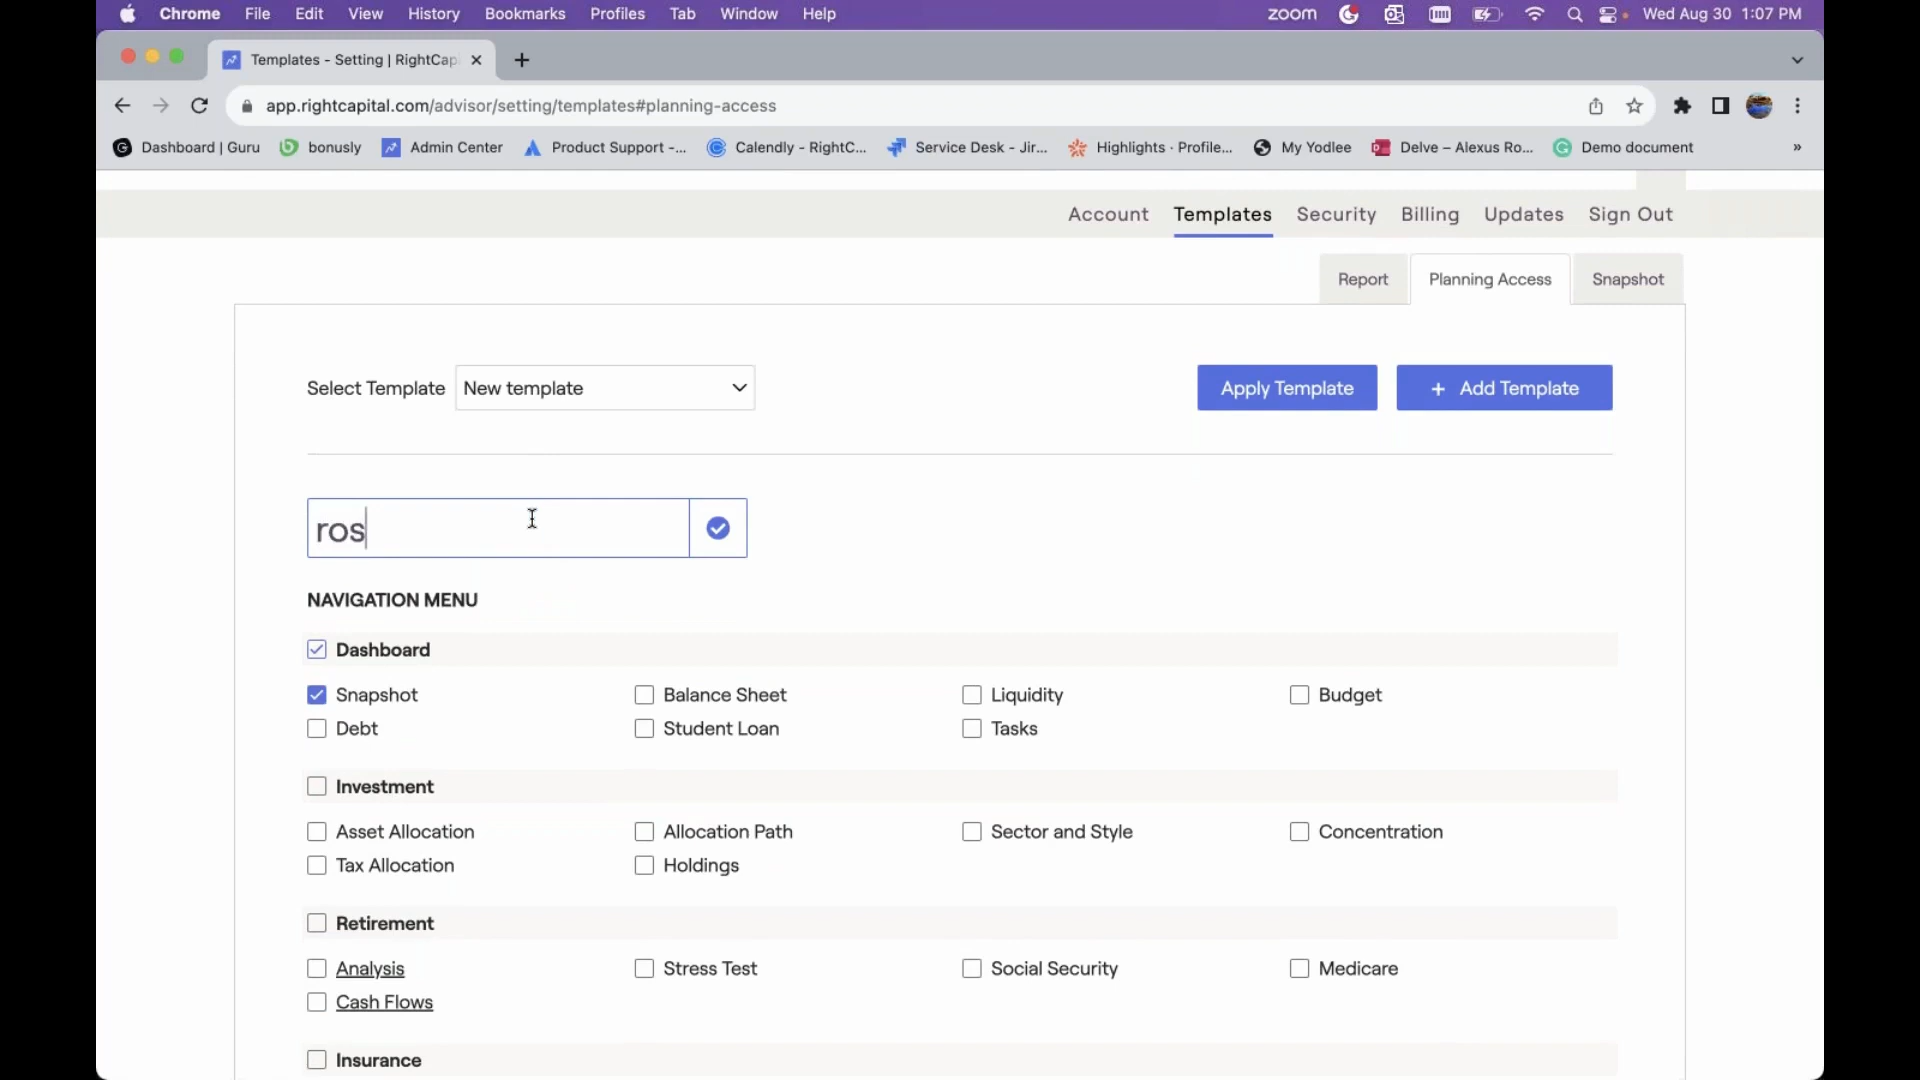 Chrome File Edit View History Bookmarks Profiles Tab Window Help zoom Wed Aug 30 1:07 PM
Templates - Setting | RightCap
app.rightcapital.com/advisor/setting/templates#planning-access
Dashboard | Guru bonusly Admin Center Product Support -... Calendly - RightC... Service Desk - Jir... Highlights · Profile... My Yodlee Delve – Alexus Ro... Demo document »
Account Templates Security Billing Updates Sign Out
Report Planning Access Snapshot
Select Template New template Apply Template + Add Template
ros
NAVIGATION MENU
Dashboard
Snapshot Balance Sheet Liquidity Budget
Debt Student Loan Tasks
Investment
Asset Allocation Allocation Path Sector and Style Concentration
Tax Allocation Holdings
Retirement
Analysis Stress Test Social Security Medicare
Cash Flows
Insurance